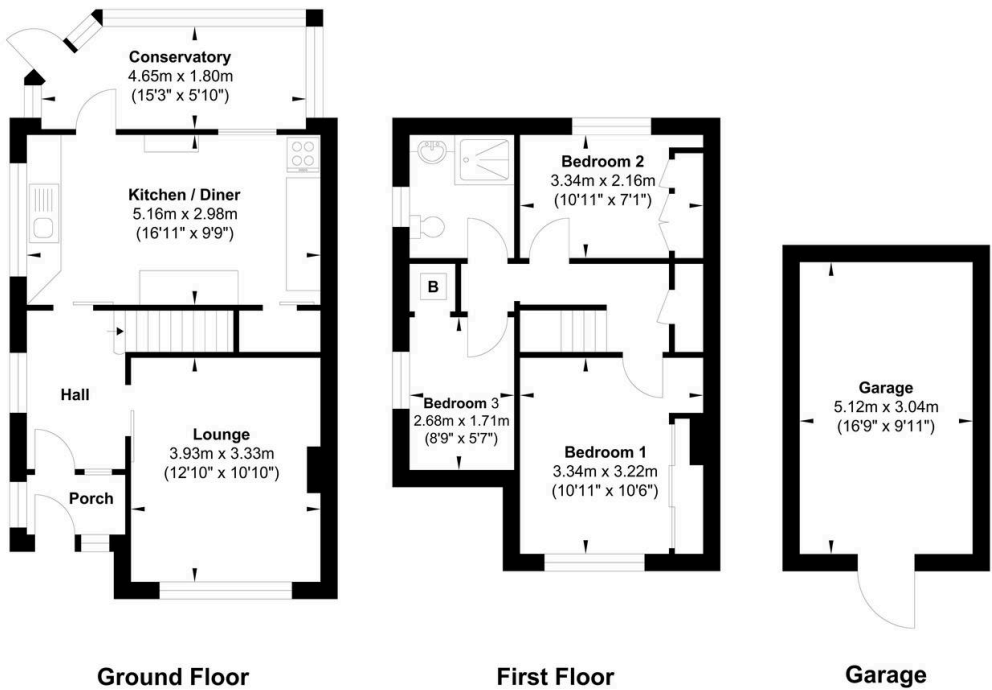 Conservatory
4.65m x 1.80m
(15'3" x 5'10")
Kitchen / Diner
5.16m x 2.98m
(16'11" x 9'9")
Hall
Lounge
3.93m x 3.33m
(12'10" x 10'10")
Porch
Ground Floor
Bedroom 2
3.34m x 2.16m
(10'11" x 7'1")
B
Bedroom 3
2.68m x 1.71m
(8'9" x 5'7")
Bedroom 1
3.34m x 3.22m
(10'11" x 10'6")
First Floor
Garage
5.12m x 3.04m
(16'9" x 9'11")
Garage